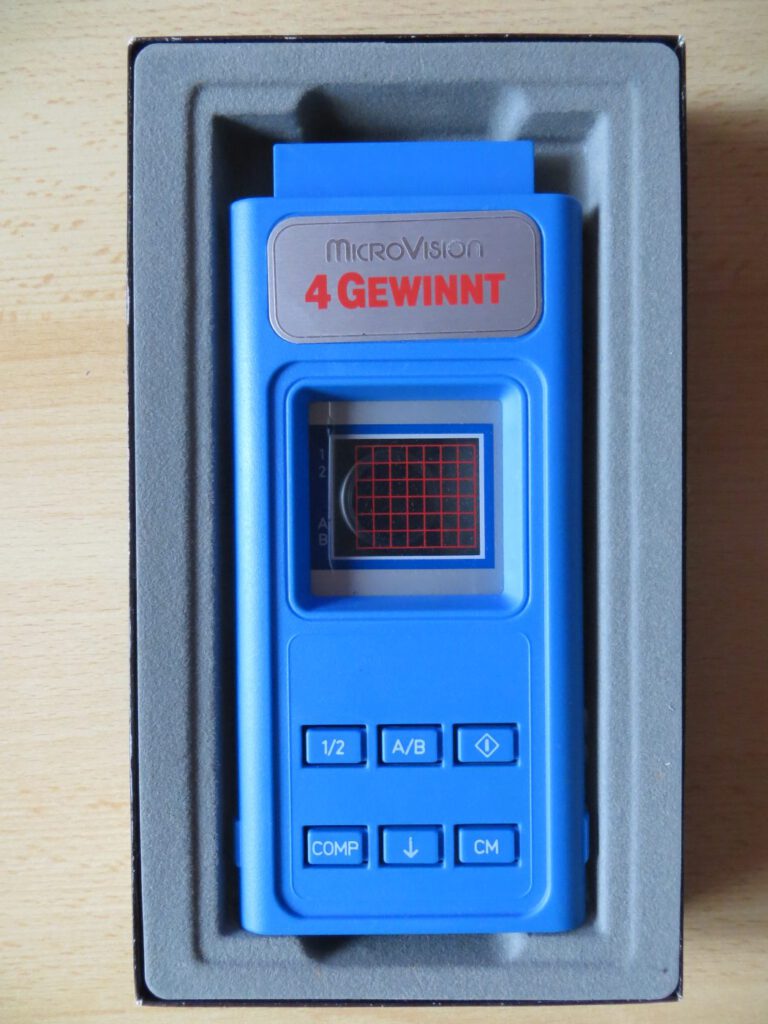 MICROVISION
4 GEWINNT
1
2
A
B
1/2 A/B
COMP ↓ CM